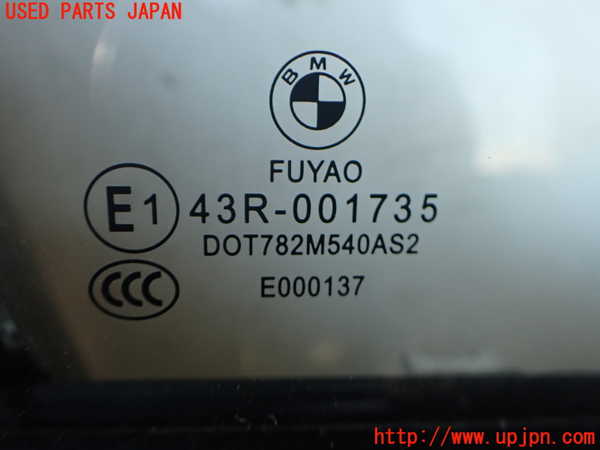 USED PARTS JAPAN
BMW
FUYAO
E1 43R-001735
DOT782M540AS2
CCC E000137
http://www.upjpn.com/